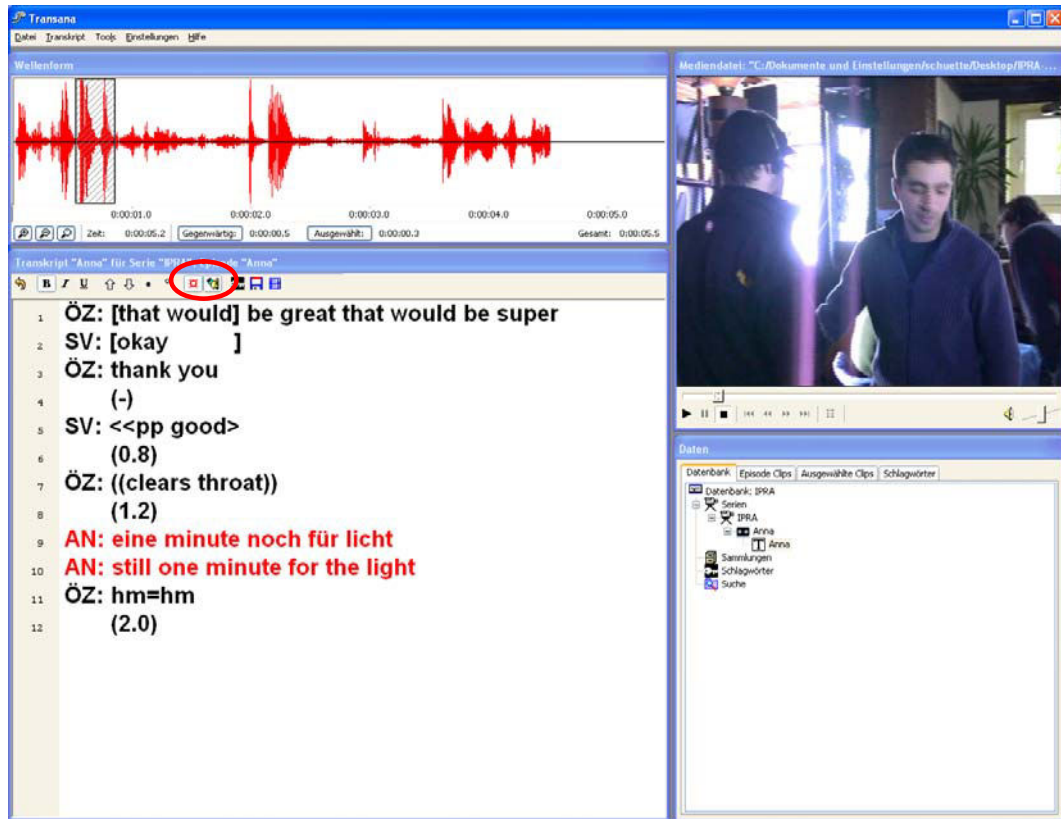 Transana
Datei Transkript Tools Einstellungen Hilfe
Wellenform
0:00:01.0 0:00:02.0 0:00:03.0 0:00:04.0 0:00:05.0
Zeit: 0:00:05.2 Gegenwärtig: 0:00:00.5 Ausgewählt: 0:00:00.3 Gesamt: 0:00:05.5
Transkript "Anna" für Serie "IPRA", Episode "Anna"
B I U
1 ÖZ: [that would] be great that would be super
2 SV: [okay ]
3 ÖZ: thank you
4 (-)
5 SV: <<pp good>
6 (0.8)
7 ÖZ: ((clears throat))
8 (1.2)
9 AN: eine minute noch für licht
10 AN: still one minute for the light
11 ÖZ: hm=hm
12 (2.0)
Mediendatei: "C:/Dokumente und Einstellungen/schuette/Desktop/IPRA ...
Daten
Datenbank Episode Clips Ausgewählte Clips Schlagwörter
Datenbank: IPRA
Serien
IPRA
Anna
Anna
Sammlungen
Schlagwörter
Suche